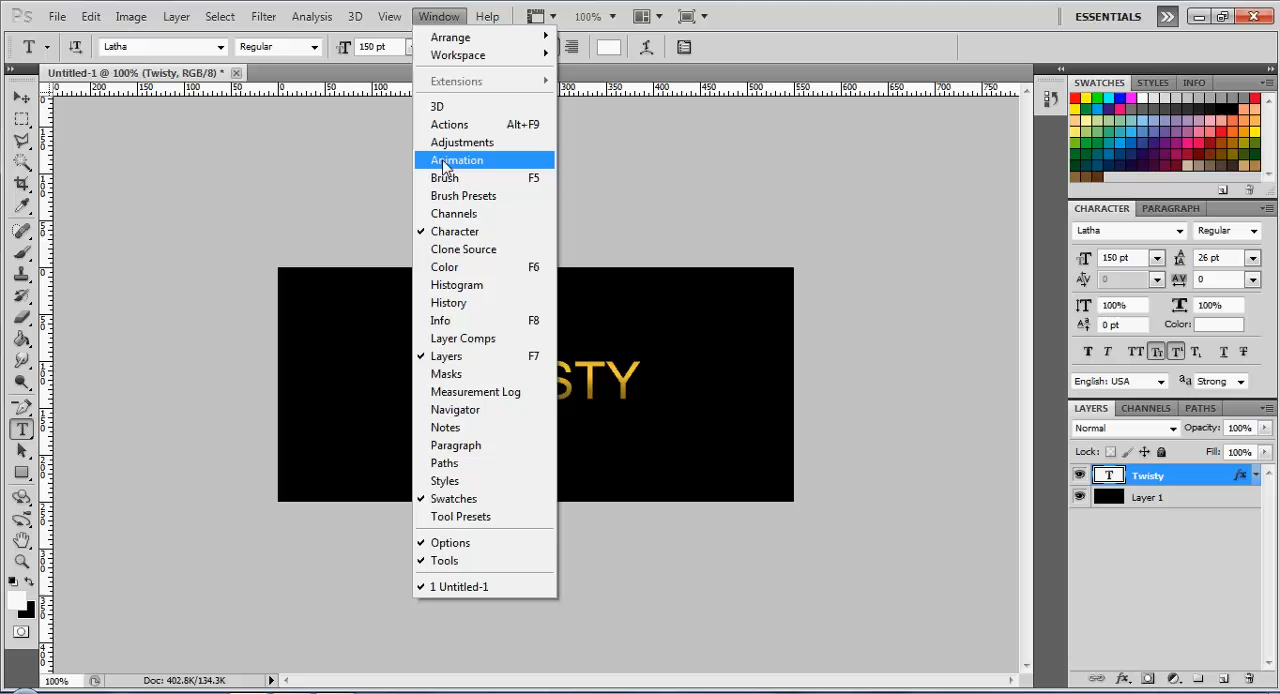 Ps File Edit Image Layer Select Filter Analysis 3D View Window Help 100% ESSENTIALS
T Latha Regular 150 pt
Untitled-1 @ 100% (Twisty, RGB/8) *
Arrange
Workspace
Extensions
3D
Actions Alt+F9
Adjustments
Animation
Brush F5
Brush Presets
Channels
Character
Clone Source
Color F6
Histogram
History
Info F8
Layer Comps
Layers F7
Masks
Measurement Log
Navigator
Notes
Paragraph
Paths
Styles
Swatches
Tool Presets
Options
Tools
1 Untitled-1
STY
SWATCHES STYLES INFO
CHARACTER PARAGRAPH
Latha Regular
150 pt 26 pt
0 0
100% 100%
0 pt Color:
English: USA Strong
LAYERS CHANNELS PATHS
Normal Opacity: 100%
Lock: Fill: 100%
T Twisty fx
Layer 1
100% Doc: 402.8K/134.3K